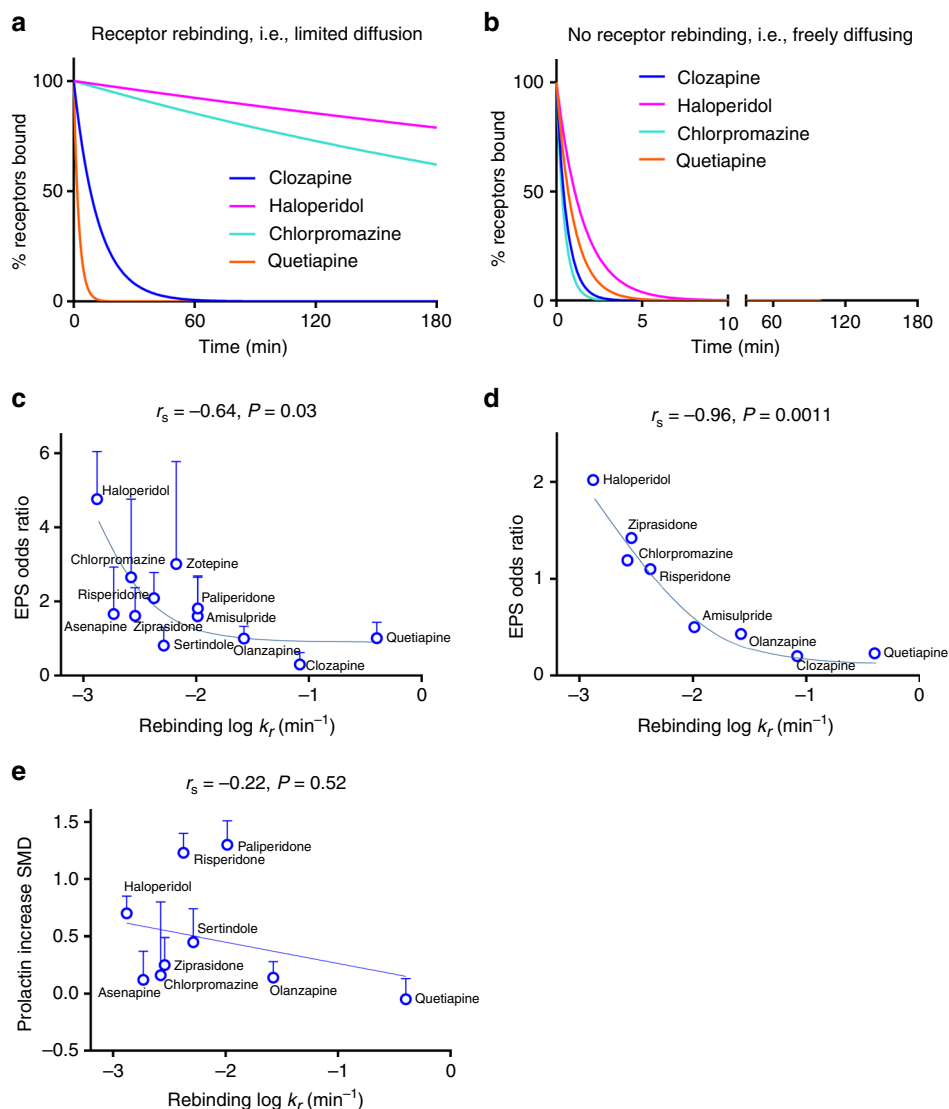 a
Receptor rebinding, i.e., limited diffusion
% receptors bound
100
50
0
Clozapine
Haloperidol
Chlorpromazine
Quetiapine
0 60 120 180
Time (min)
b
No receptor rebinding, i.e., freely diffusing
% receptors bound
100
50
0
Clozapine
Haloperidol
Chlorpromazine
Quetiapine
0 5 10 60 120 180
Time (min)
c
rs = −0.64, P = 0.03
EPS odds ratio
6
4
2
0
Haloperidol
Chlorpromazine
Zotepine
Risperidone
Paliperidone
Asenapine
Ziprasidone
Amisulpride
Sertindole
Olanzapine
Quetiapine
Clozapine
−3 −2 −1 0
Rebinding log kr (min−1)
d
rs = −0.96, P = 0.0011
EPS odds ratio
2
1
0
Haloperidol
Ziprasidone
Chlorpromazine
Risperidone
Amisulpride
Olanzapine
Clozapine
Quetiapine
−3 −2 −1 0
Rebinding log kr (min−1)
e
rs = −0.22, P = 0.52
Prolactin increase SMD
1.5
1.0
0.5
0.0
−0.5
Paliperidone
Risperidone
Haloperidol
Sertindole
Ziprasidone
Asenapine
Chlorpromazine
Olanzapine
Quetiapine
−3 −2 −1 0
Rebinding log kr (min−1)